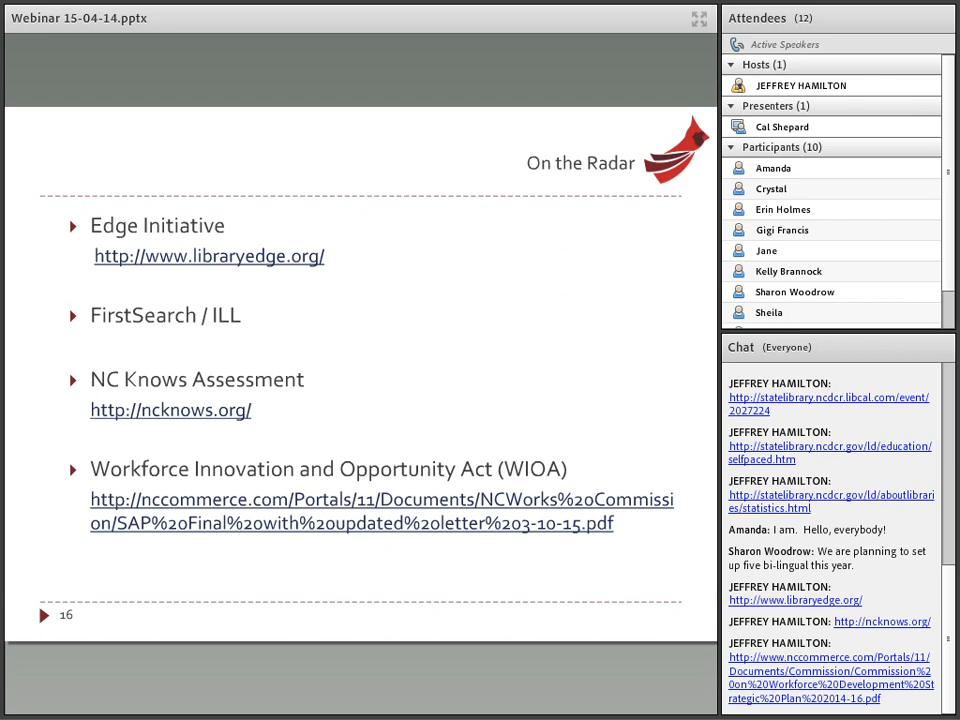 Webinar 15-04-14.pptx
On the Radar
Edge Initiative
http://www.libraryedge.org/
FirstSearch / ILL
NC Knows Assessment
http://ncknows.org/
Workforce Innovation and Opportunity Act (WIOA)
http://nccommerce.com/Portals/11/Documents/NCWorks%20Commissi
on/SAP%20Final%20with%20updated%20letter%203-10-15.pdf
16
Attendees (12)
Active Speakers
Hosts (1)
JEFFREY HAMILTON
Presenters (1)
Cal Shepard
Participants (10)
Amanda
Crystal
Erin Holmes
Gigi Francis
Jane
Kelly Brannock
Sharon Woodrow
Sheila
Chat (Everyone)
JEFFREY HAMILTON:
http://statelibrary.ncdcr.libcal.com/event/
2027224
JEFFREY HAMILTON:
http://statelibrary.ncdcr.gov/ld/education/
selfpaced.htm
JEFFREY HAMILTON:
http://statelibrary.ncdcr.gov/ld/aboutlibrari
es/statistics.html
Amanda: I am. Hello, everybody!
Sharon Woodrow: We are planning to set
up five bi-lingual this year.
JEFFREY HAMILTON:
http://www.libraryedge.org/
JEFFREY HAMILTON: http://ncknows.org/
JEFFREY HAMILTON:
http://www.nccommerce.com/Portals/11/
Documents/Commission/Commission%2
0on%20Workforce%20Development%20St
rategic%20Plan%202014-16.pdf